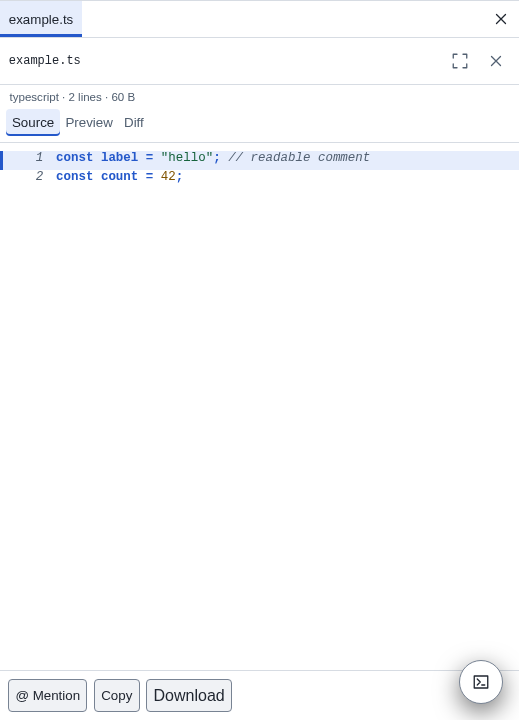 example.ts
example.ts
typescript · 2 lines · 60 B
Source Preview Diff
1 const label = "hello"; // readable comment
2 const count = 42;
@ Mention Copy Download